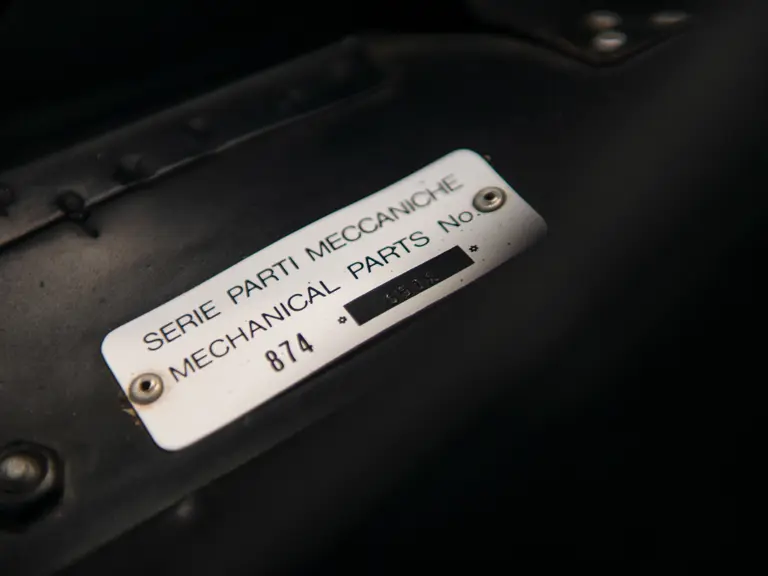 SERIE PARTI MECCANICHE
MECHANICAL PARTS No.
874